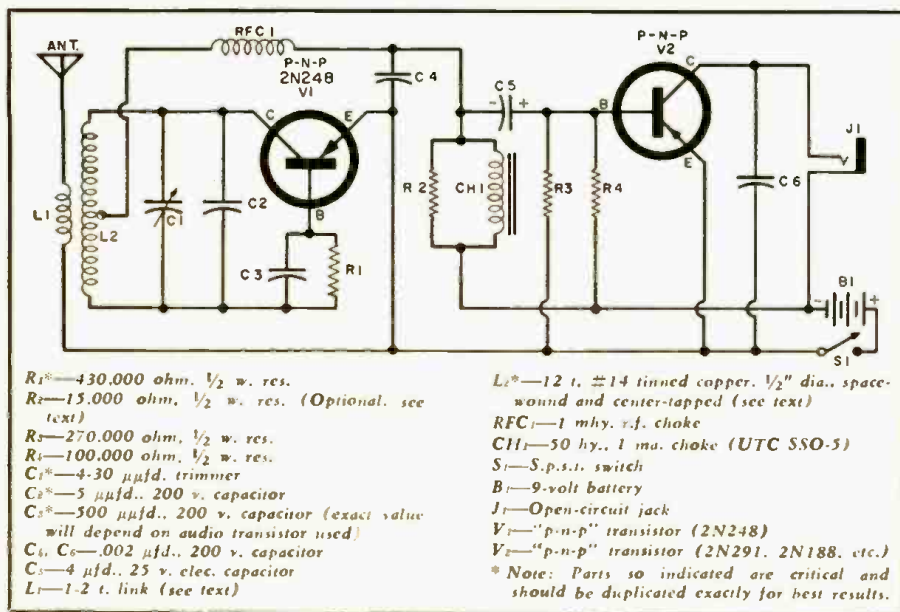 ANT.
RFC1
P-N-P
2N248
V1
P-N-P
V2
C4
C
E
C5
- +
B
C
J1
L1
L2
C1
C2
B
R2
CH1
R3
R4
E
C6
C3
R1
B1
- +
S1
R1*—430,000 ohm, 1/2 w. res.
R2—15,000 ohm, 1/2 w. res. (Optional, see
text)
R3—270,000 ohm, 1/2 w. res.
R4—100,000 ohm, 1/2 w. res.
C1*—4-30 μμfd. trimmer
C2*—5 μμfd., 200 v. capacitor
C3*—500 μμfd., 200 v. capacitor (exact value
will depend on audio transistor used)
C4, C6—.002 μfd., 200 v. capacitor
C5—4 μfd., 25 v. elec. capacitor
L1—1-2 t. link (see text)
L2*—12 t. #14 tinned copper, 1/2" dia., space-
wound and center-tapped (see text)
RFC1—1 mhy. r.f. choke
CH1—50 hy., 1 ma. choke (UTC SSO-5)
S1—S.p.s.t. switch
B1—9-volt battery
J1—Open-circuit jack
V1—"p-n-p" transistor (2N248)
V2—"p-n-p" transistor (2N291, 2N188, etc.)
* Note: Parts so indicated are critical and
should be duplicated exactly for best results.